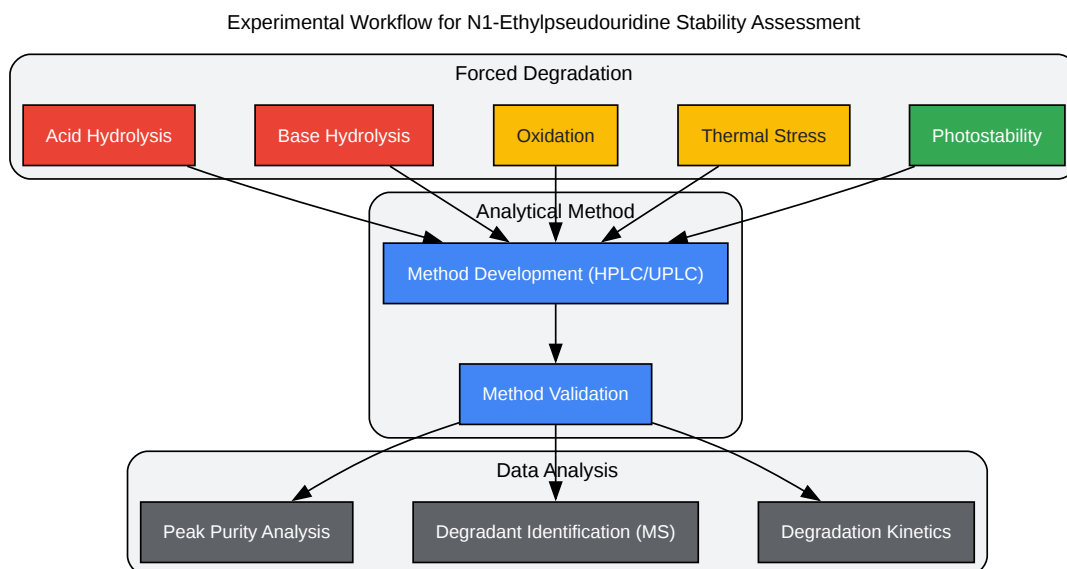 Experimental Workflow for N1-Ethylpseudouridine Stability Assessment
Forced Degradation
Acid Hydrolysis
Base Hydrolysis
Oxidation
Thermal Stress
Photostability
Analytical Method
Method Development (HPLC/UPLC)
Method Validation
Data Analysis
Peak Purity Analysis
Degradant Identification (MS)
Degradation Kinetics